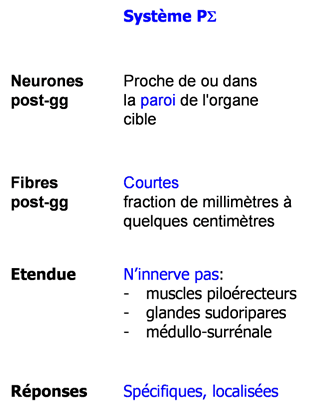 Système PΣ
Neurones post-gg
Proche de ou dans
la paroi de l'organe
cible
Fibres post-gg
Courtes
fraction de millimètres à
quelques centimètres
Etendue
N'innerve pas:
- muscles piloérecteurs
- glandes sudoripares
- médullo-surrénale
Réponses
Spécifiques, localisées